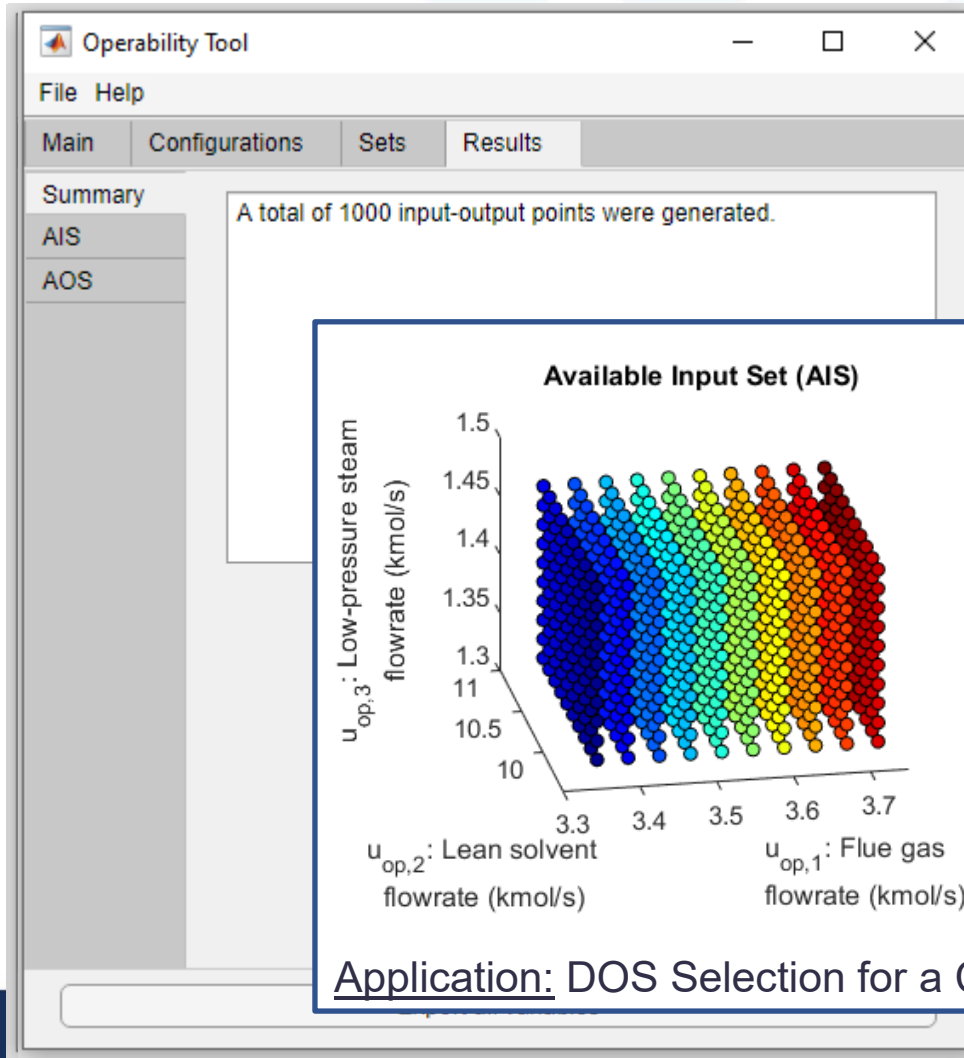 Operability Tool
File Help
Main Configurations Sets Results
Summary
AIS
AOS
A total of 1000 input-output points were generated.
Available Input Set (AIS)
u_op,3: Low-pressure steam
flowrate (kmol/s)
1.5
1.45
1.4
1.35
1.3
11
10.5
10
3.3 3.4 3.5 3.6 3.7
u_op,2: Lean solvent
flowrate (kmol/s)
u_op,1: Flue gas
flowrate (kmol/s)
Application: DOS Selection for a